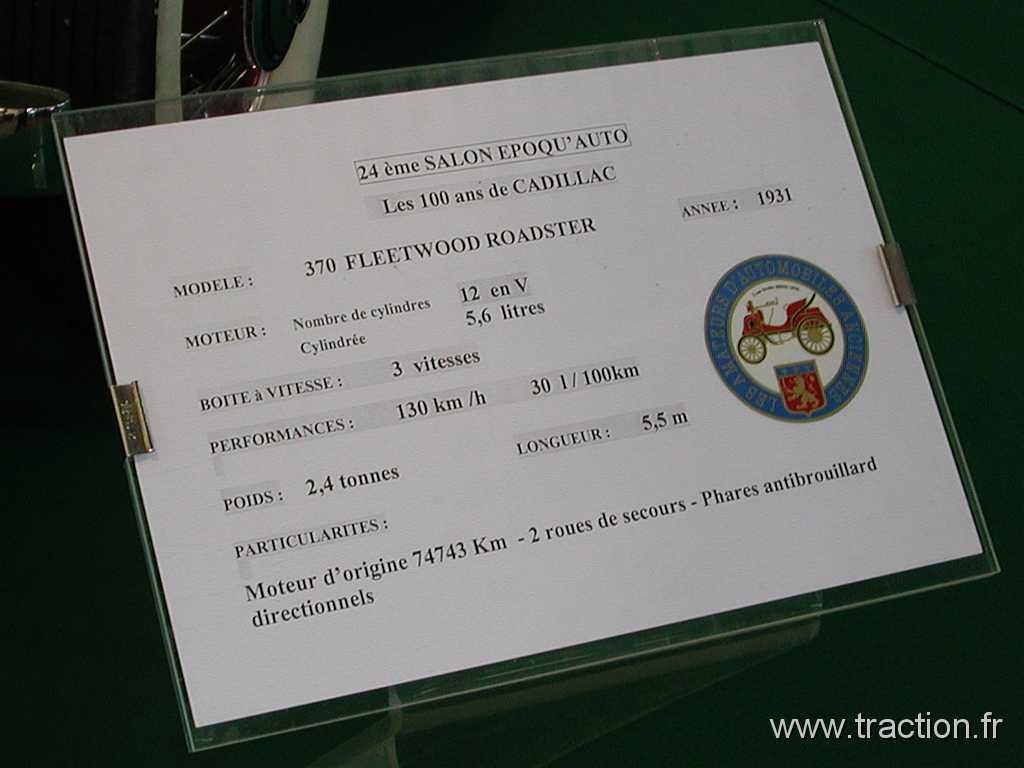 24 ème SALON EPOQU'AUTO
Les 100 ans de CADILLAC
MODELE : 370 FLEETWOOD ROADSTER ANNEE : 1931
MOTEUR : Nombre de cylindres 12 en V
Cylindrée 5,6 litres
BOITE à VITESSE : 3 vitesses
PERFORMANCES : 130 km /h 30 l / 100km
POIDS : 2,4 tonnes LONGUEUR : 5,5 m
PARTICULARITES :
Moteur d'origine 74743 Km - 2 roues de secours - Phares antibrouillard
directionnels
LES AMATEURS D'AUTOMOBILES ANCIENNES
www.traction.fr